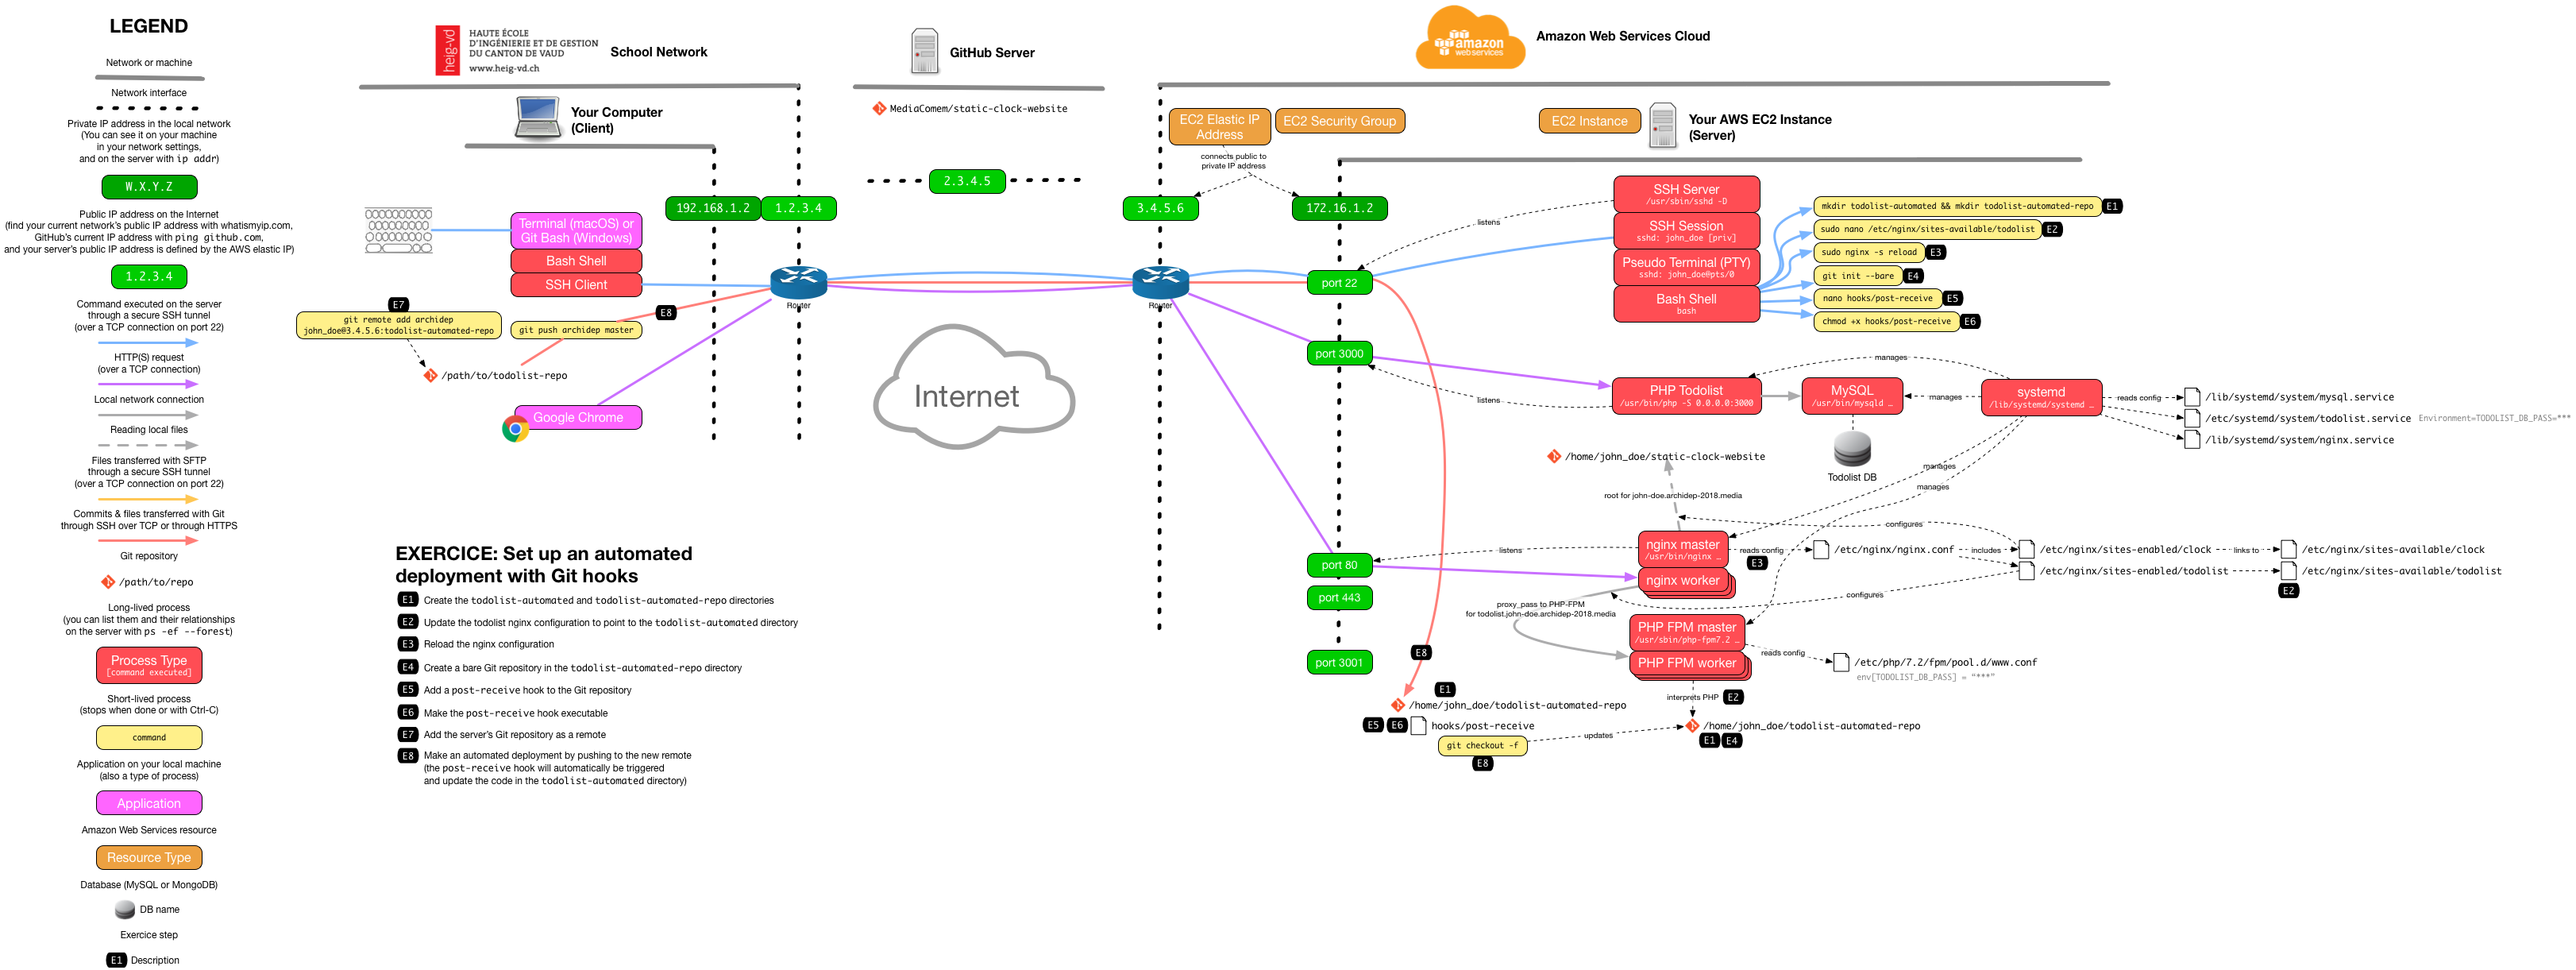 LEGEND
Network or machine
Network interface
Private IP address in the local network
(You can see it on your machine
in your network settings,
and on the server with ip addr)
W.X.Y.Z
Public IP address on the Internet
(find your current network's public IP address with whatismyip.com,
GitHub's current IP address with ping github.com,
and your server's public IP address is defined by the AWS elastic IP)
1.2.3.4
Command executed on the server
through a secure SSH tunnel
(over a TCP connection on port 22)
HTTP(S) request
(over a TCP connection)
Local network connection
Reading local files
Files transferred with SFTP
through a secure SSH tunnel
(over a TCP connection on port 22)
Commits & files transferred with Git
through SSH over TCP or through HTTPS
Git repository
/path/to/repo
Long-lived process
(you can list them and their relationships
on the server with ps -ef --forest)
Process Type
[command executed]
Short-lived process
(stops when done or with Ctrl-C)
command
Application on your local machine
(also a type of process)
Application
Amazon Web Services resource
Resource Type
Database (MySQL or MongoDB)
DB name
Exercice step
E1 Description
heig-vd
HAUTE ÉCOLE
D'INGÉNIERIE ET DE GESTION
DU CANTON DE VAUD
www.heig-vd.ch
School Network
Your Computer
(Client)
192.168.1.2
1.2.3.4
Terminal (macOS) or
Git Bash (Windows)
Bash Shell
SSH Client
E7
git remote add archidep
john_doe@3.4.5.6:todolist-automated-repo
git push archidep master
E8
/path/to/todolist-repo
Google Chrome
Router
GitHub Server
MediaComem/static-clock-website
2.3.4.5
Internet
amazon
web services
Amazon Web Services Cloud
EC2 Elastic IP
Address
EC2 Security Group
EC2 Instance
Your AWS EC2 Instance
(Server)
connects public to
private IP address
3.4.5.6
172.16.1.2
Router
listens
port 22
port 3000
listens
listens
port 80
port 443
port 3001
SSH Server
/usr/sbin/sshd -D
SSH Session
sshd: john_doe [priv]
Pseudo Terminal (PTY)
sshd: john_doe@pts/0
Bash Shell
bash
mkdir todolist-automated && mkdir todolist-automated-repo E1
sudo nano /etc/nginx/sites-available/todolist E2
sudo nginx -s reload E3
git init --bare E4
nano hooks/post-receive E5
chmod +x hooks/post-receive E6
manages
PHP Todolist
/usr/bin/php -S 0.0.0.0:3000
MySQL
/usr/bin/mysqld …
manages
systemd
/lib/systemd/systemd …
reads config
/lib/systemd/system/mysql.service
/etc/systemd/system/todolist.service Environment=TODOLIST_DB_PASS=***
/lib/systemd/system/nginx.service
Todolist DB
/home/john_doe/static-clock-website
manages
manages
root for john-doe.archidep-2018.media
configures
nginx master
/usr/bin/nginx …
nginx worker
reads config
E3
/etc/nginx/nginx.conf
includes
/etc/nginx/sites-enabled/clock
links to
/etc/nginx/sites-available/clock
/etc/nginx/sites-enabled/todolist
/etc/nginx/sites-available/todolist
E2
configures
proxy_pass to PHP-FPM
for todolist.john-doe.archidep-2018.media
PHP FPM master
/usr/sbin/php-fpm7.2 …
PHP FPM worker
reads config
/etc/php/7.2/fpm/pool.d/www.conf
env[TODOLIST_DB_PASS] = "***"
E8
E1
interprets PHP E2
/home/john_doe/todolist-automated-repo
E5 E6 hooks/post-receive
git checkout -f
E8
updates
/home/john_doe/todolist-automated-repo
E1 E4
EXERCICE: Set up an automated
deployment with Git hooks
E1 Create the todolist-automated and todolist-automated-repo directories
E2 Update the todolist nginx configuration to point to the todolist-automated directory
E3 Reload the nginx configuration
E4 Create a bare Git repository in the todolist-automated-repo directory
E5 Add a post-receive hook to the Git repository
E6 Make the post-receive hook executable
E7 Add the server's Git repository as a remote
E8 Make an automated deployment by pushing to the new remote
(the post-receive hook will automatically be triggered
and update the code in the todolist-automated directory)